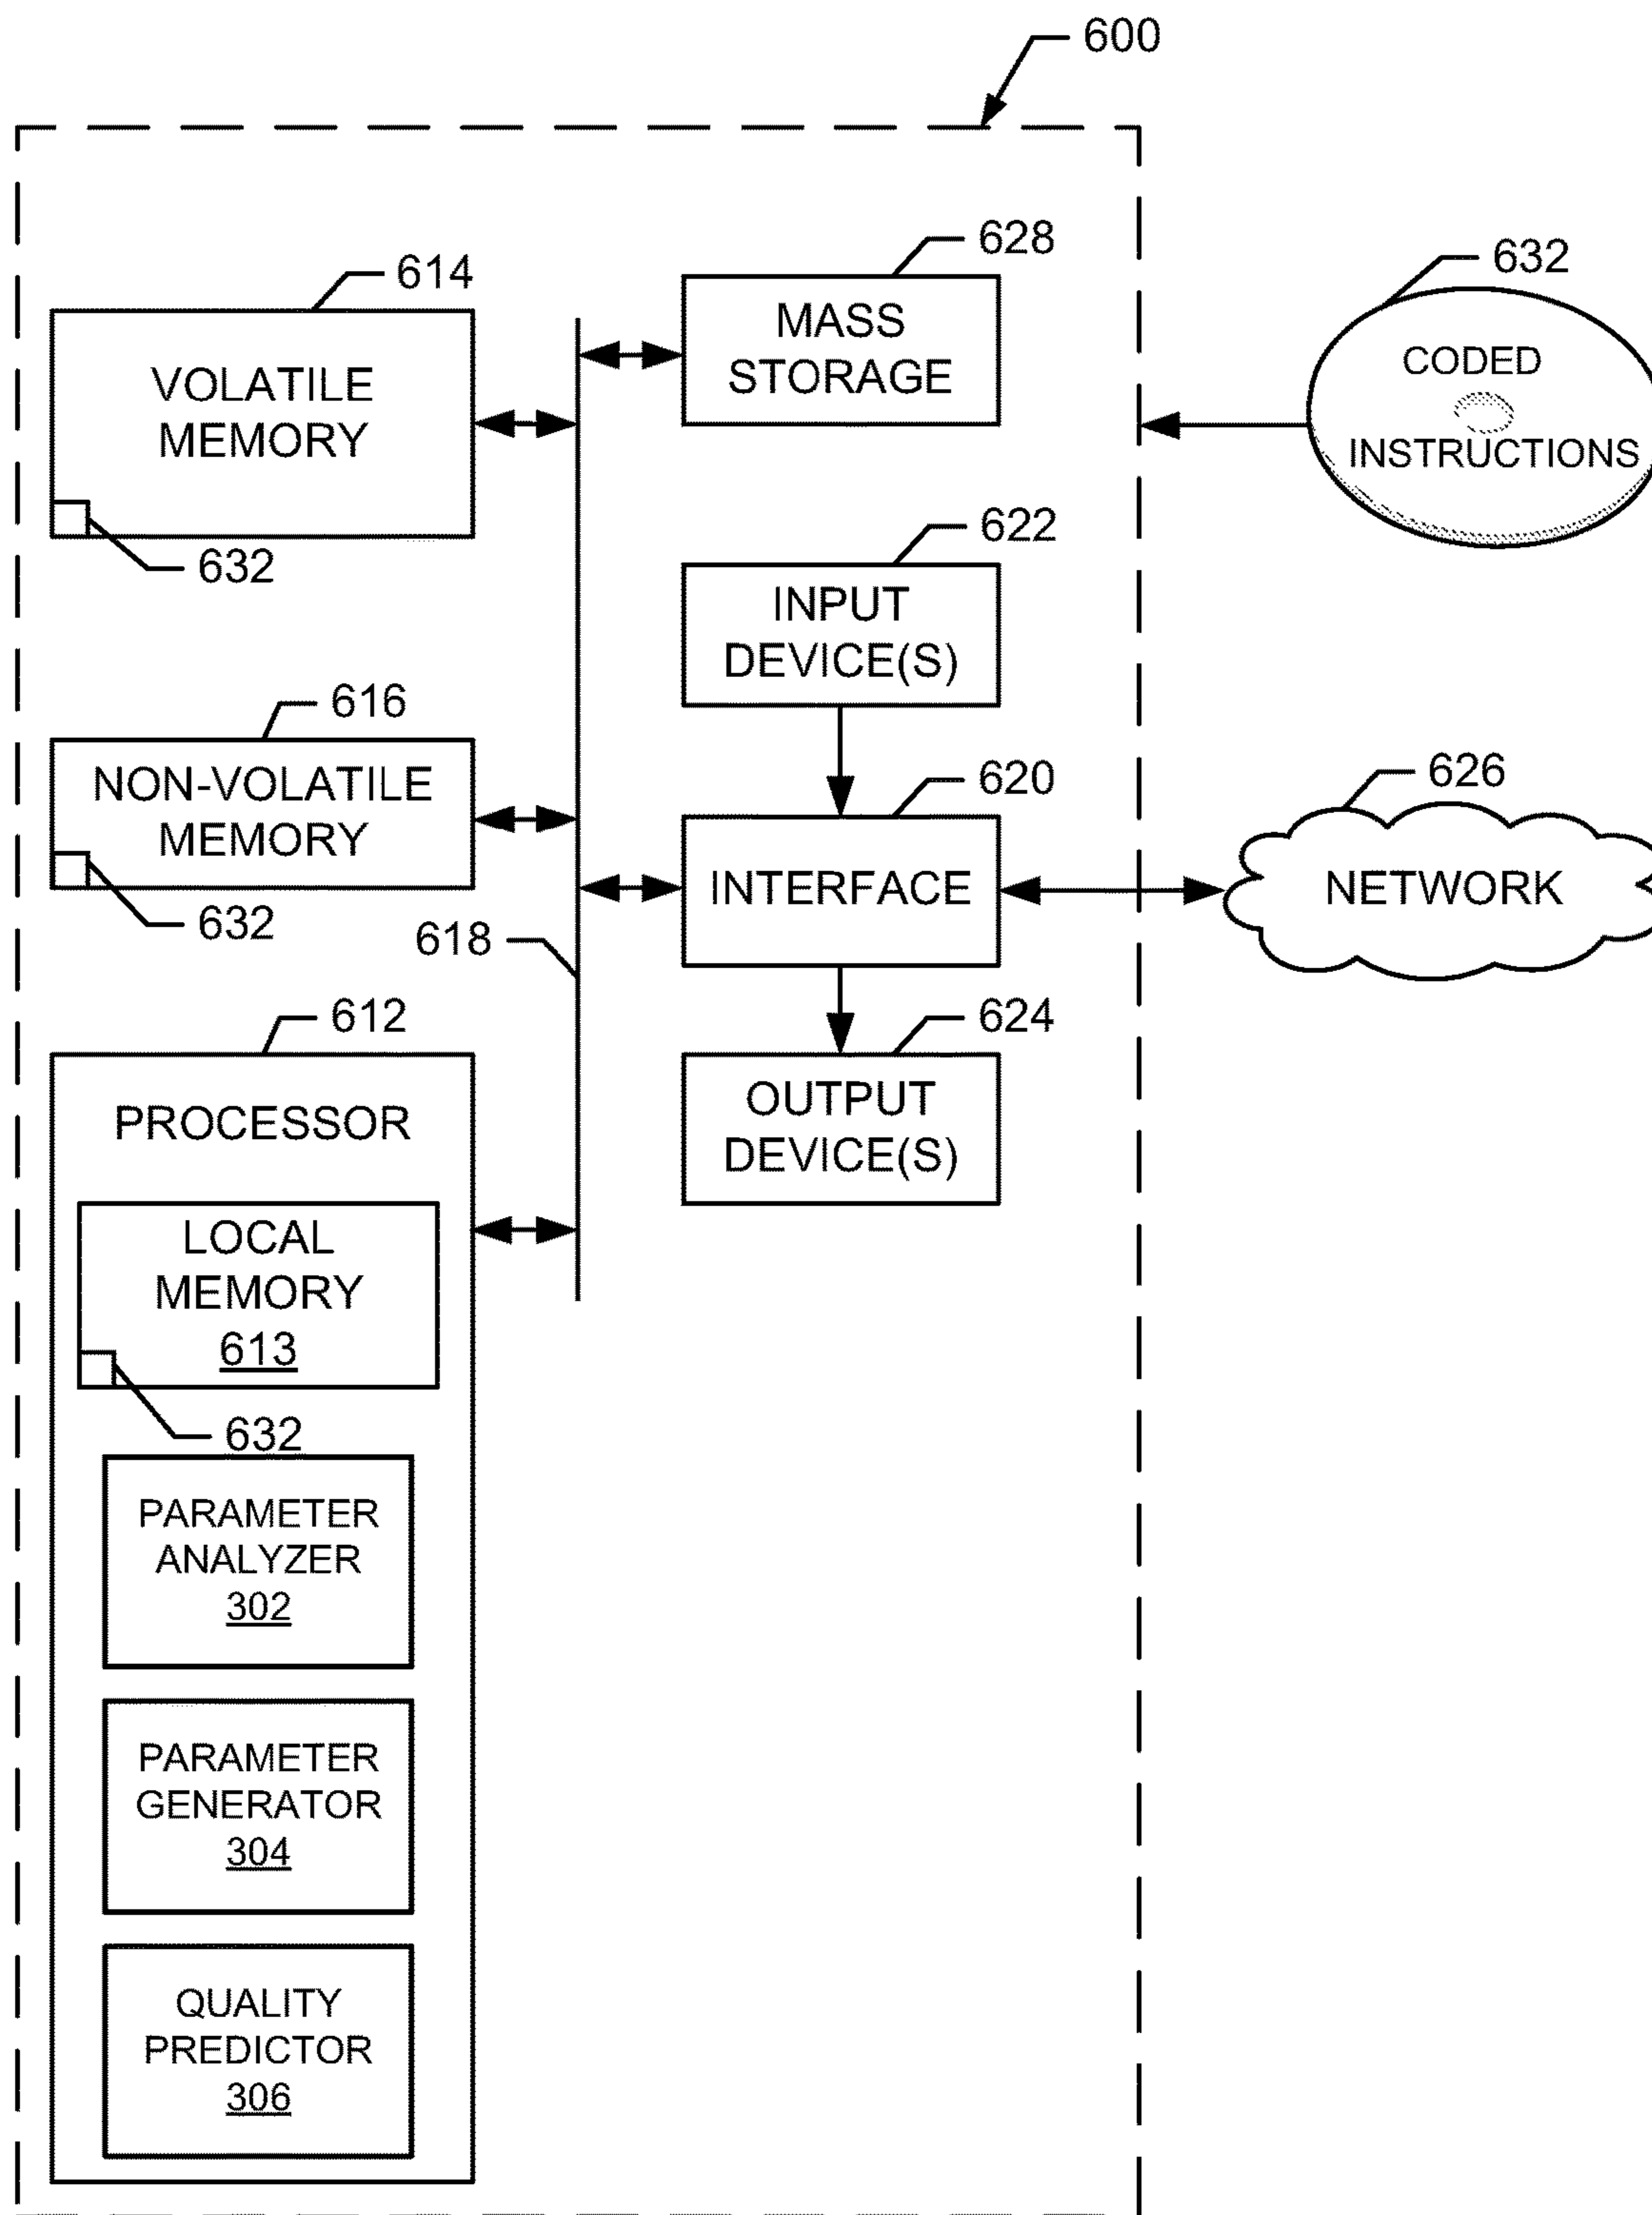 600
628
614
632
MASS
STORAGE
VOLATILE
MEMORY
632
CODED
INSTRUCTIONS
622
INPUT
DEVICE(S)
616
NON-VOLATILE
MEMORY
632
620
INTERFACE
626
NETWORK
618
612
624
OUTPUT
DEVICE(S)
PROCESSOR
LOCAL
MEMORY
613
632
PARAMETER
ANALYZER
302
PARAMETER
GENERATOR
304
QUALITY
PREDICTOR
306